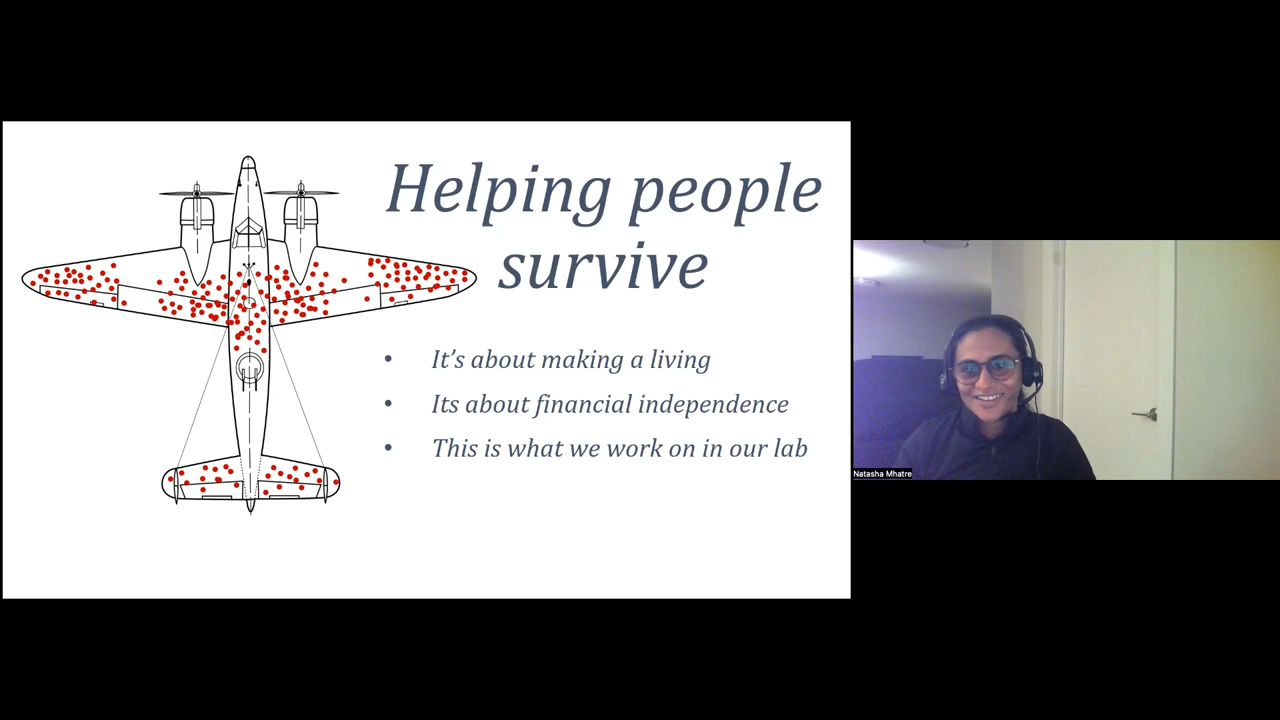 Helping people
survive
• It's about making a living
• Its about financial independence
• This is what we work on in our lab
Natasha Mhatre